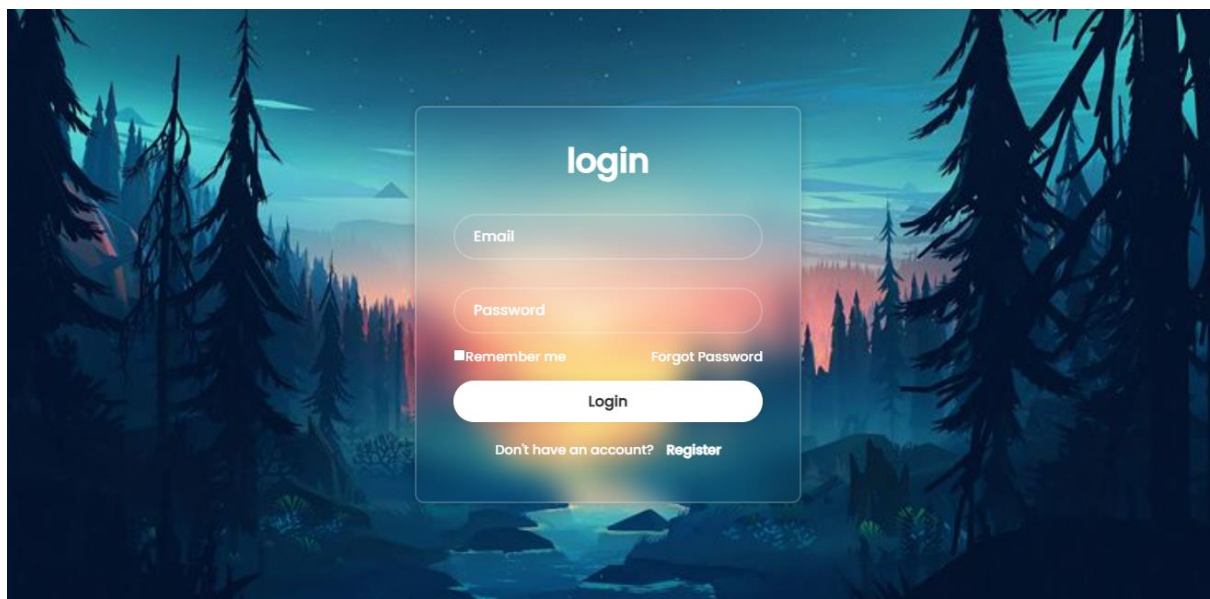 login
Email
Password
Remember me Forgot Password
Login
Don't have an account? Register